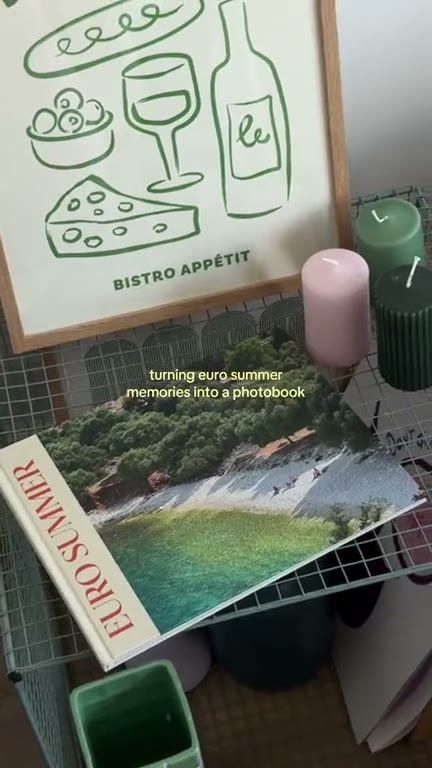 le
BISTRO APPÉTIT
turning euro summer
memories into a photobook
EURO SUMMER